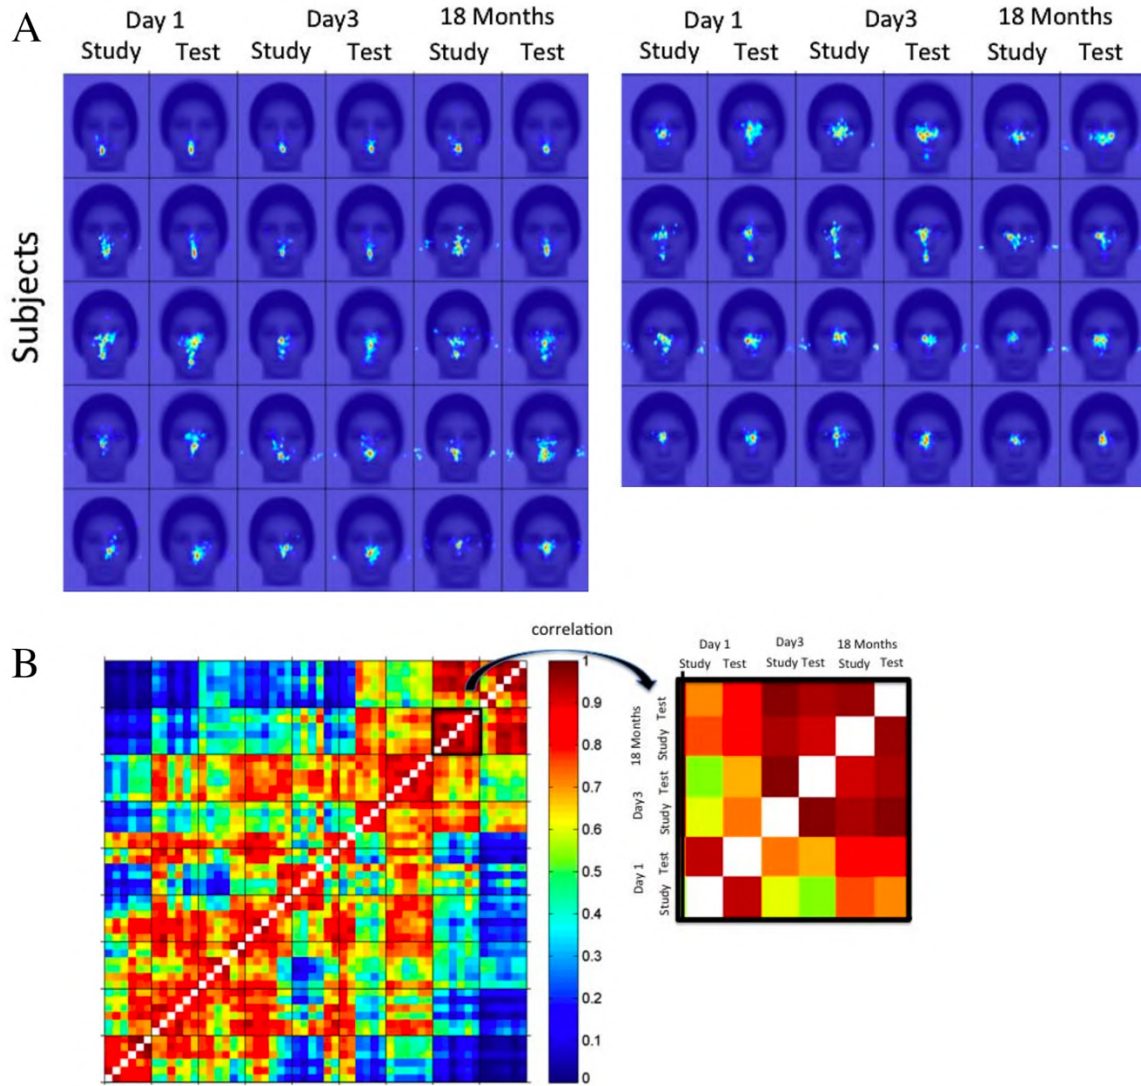 A
Day 1 Day3 18 Months
Study Test Study Test Study Test
Day 1 Day3 18 Months
Study Test Study Test Study Test
Subjects
B
correlation
1
0.9
0.8
0.7
0.6
0.5
0.4
0.3
0.2
0.1
0
Day 1 Day3 18 Months
Study Test Study Test Study Test
18 Months
Test
Study
Day3
Test
Study
Day 1
Test
Study